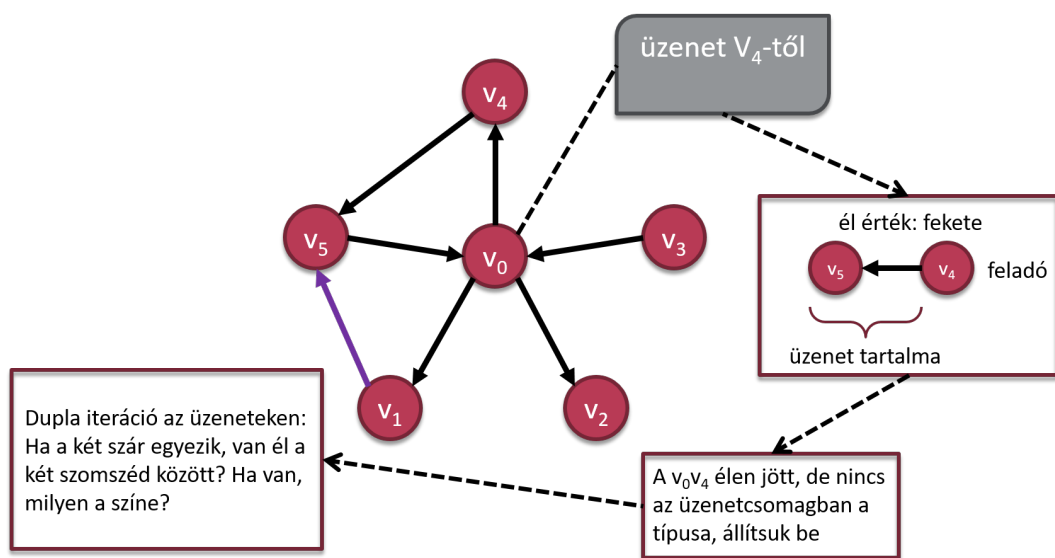 üzenet V₄-től
v₄
v₅
v₀
v₃
v₁
v₂
él érték: fekete
v₅
v₄
feladó
üzenet tartalma
Dupla iteráció az üzeneteken:
Ha a két szár egyezik, van él a
két szomszéd között? Ha van,
milyen a színe?
A v₀v₄ élen jött, de nincs
az üzenetcsomagban a
típusa, állítsuk be